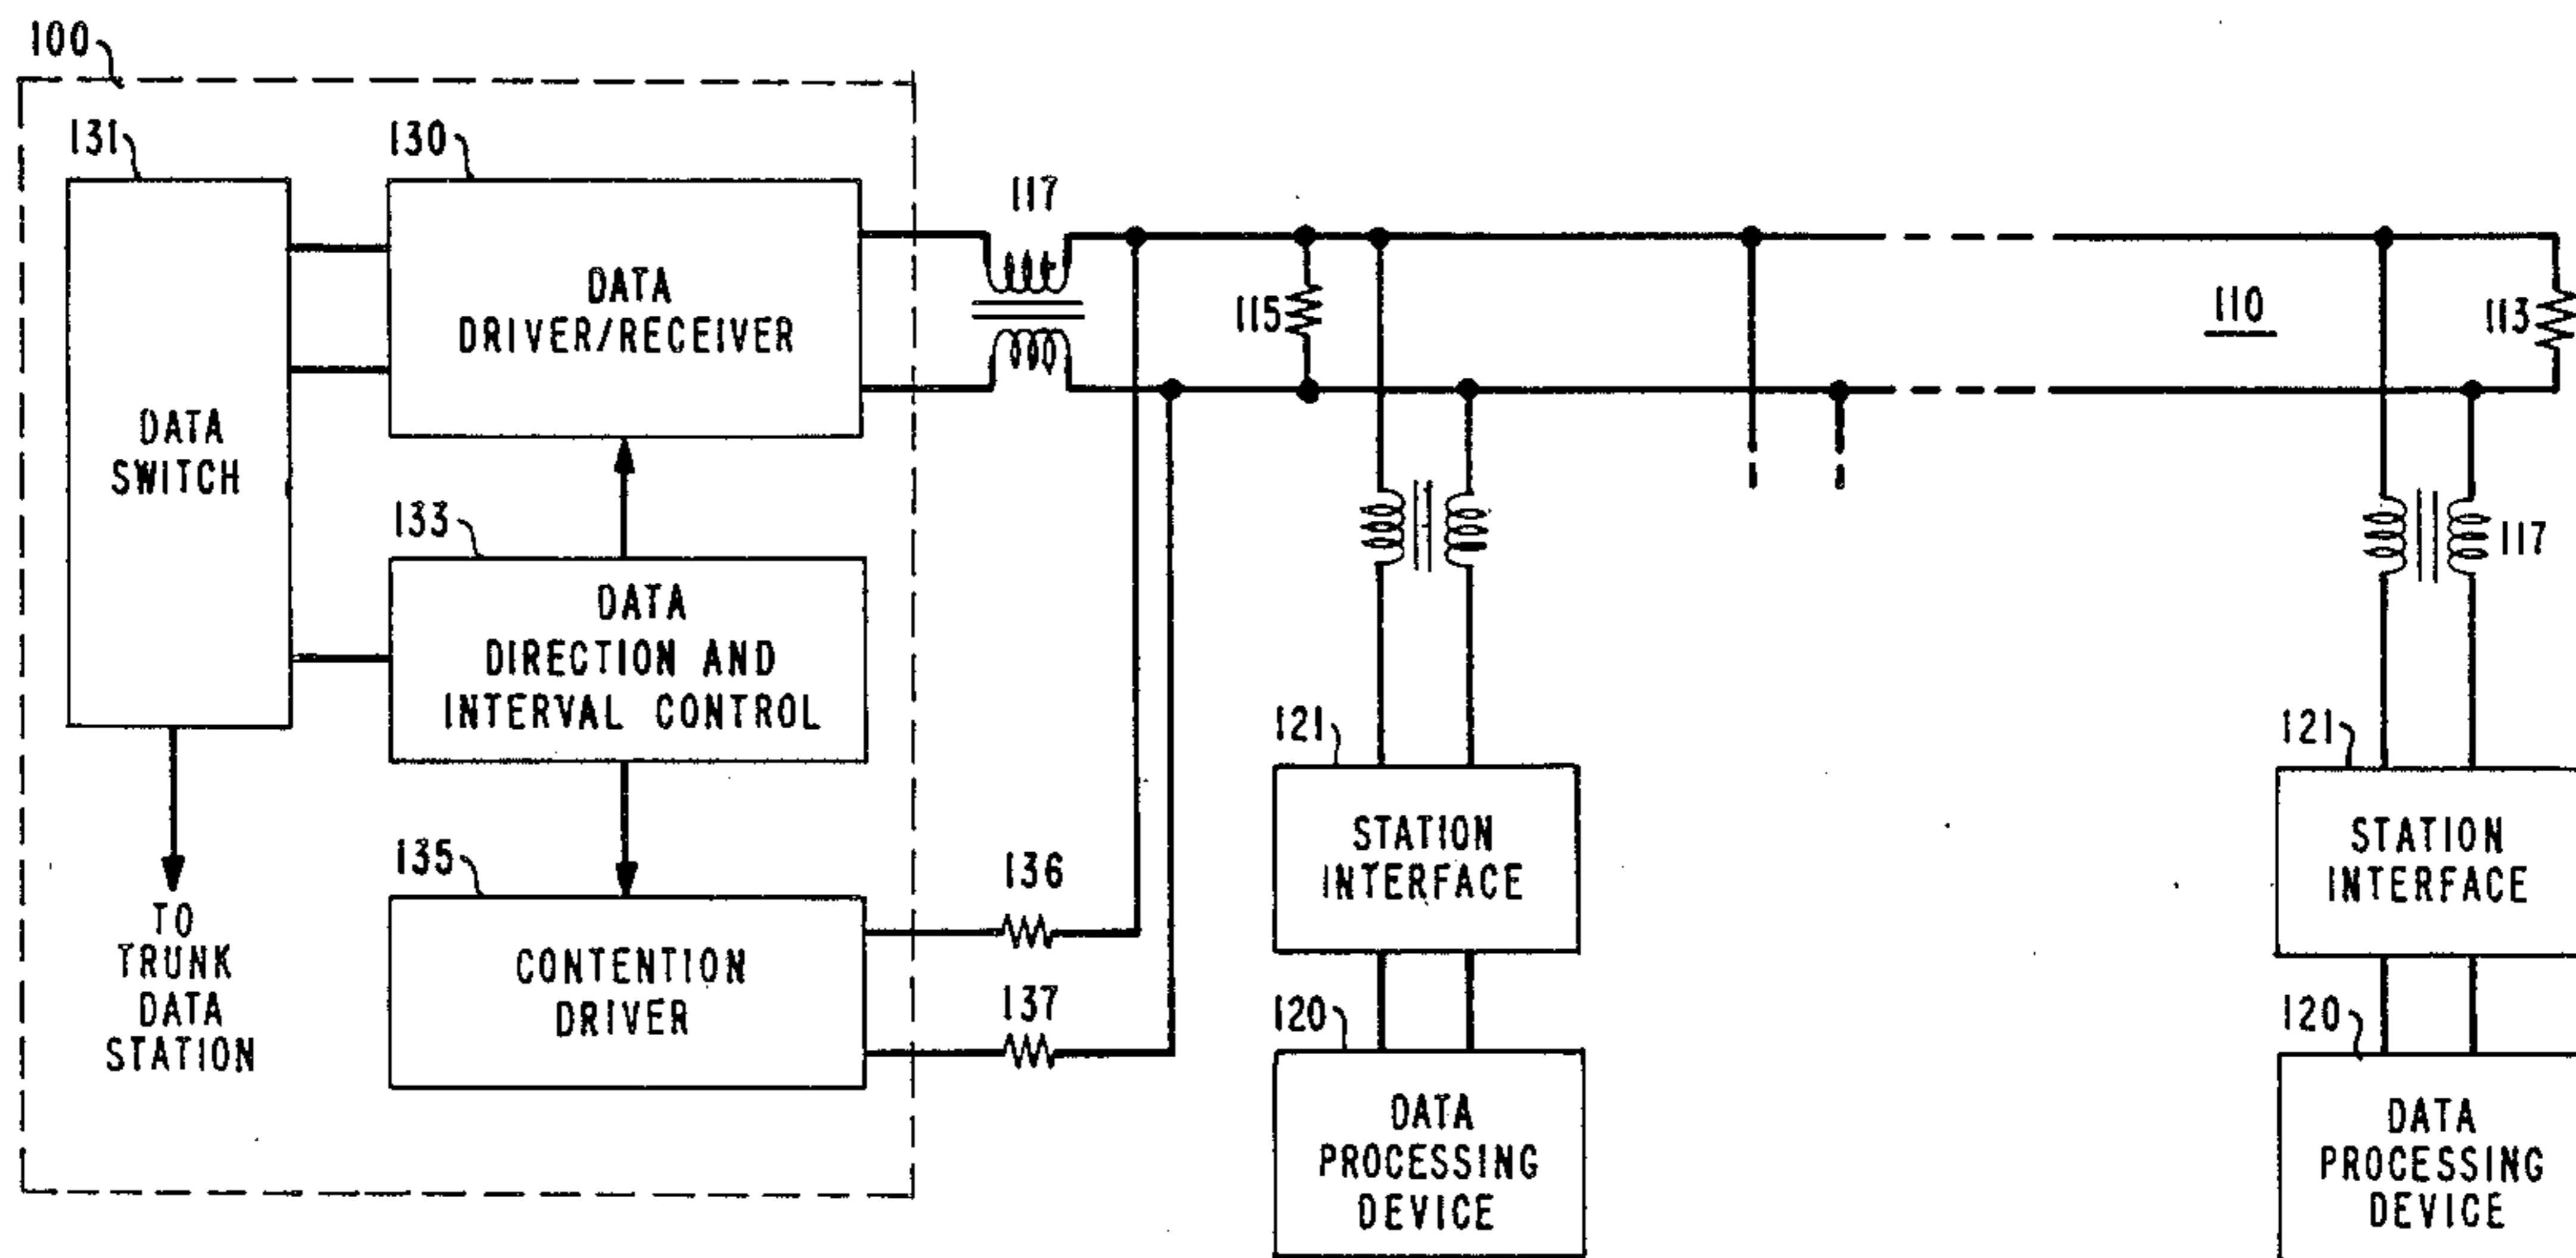 100
131
130
117
DATA
DRIVER/RECEIVER
115
110
113
DATA
SWITCH
133
117
DATA
DIRECTION AND
INTERVAL CONTROL
121
121
135
136
STATION
INTERFACE
STATION
INTERFACE
TO
TRUNK
DATA
STATION
CONTENTION
DRIVER
137
120
120
DATA
PROCESSING
DEVICE
DATA
PROCESSING
DEVICE